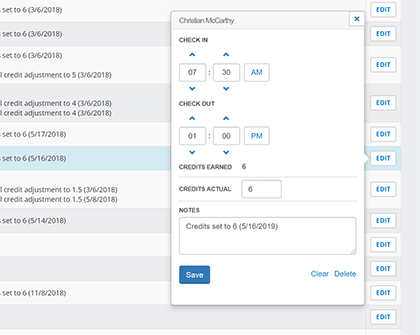 s set to 6 (3/6/2018) EDIT
s set to 6 (3/6/2018) EDIT
s set to 6 (3/6/2018)
l credit adjustment to 5 (3/6/2018) EDIT
l credit adjustment to 4 (3/6/2018)
l credit adjustment to 4 (3/6/2018) EDIT
s set to 6 (5/17/2018) EDIT
s set to 6 (5/16/2018) EDIT
l credit adjustment to 1.5 (3/6/2018)
l credit adjustment to 1.5 (5/8/2018) EDIT
s set to 6 (5/14/2018) EDIT
EDIT
EDIT
s set to 6 (11/8/2018) EDIT
EDIT
Christian McCarthy ×
CHECK IN
07 : 30 AM
CHECK OUT
01 : 00 PM
CREDITS EARNED 6
CREDITS ACTUAL 6
NOTES
Credits set to 6 (5/16/2019)
Save Clear Delete